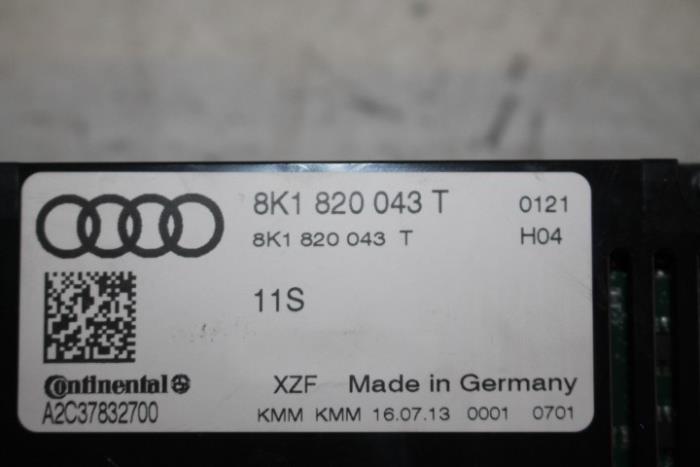 8K1 820 043 T 0121
8K1 820 043 T H04
11S
Continental
XZF Made in Germany
A2C37832700
KMM KMM 16.07.13 0001 0701